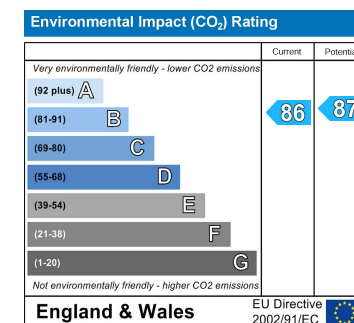 Environmental Impact (CO₂) Rating
Current Potentia
Very environmentally friendly - lower CO2 emissions
(92 plus) A
(81-91) B
(69-80) C
(55-68) D
(39-54) E
(21-38) F
(1-20) G
86 87
Not environmentally friendly - higher CO2 emissions
England & Wales
EU Directive
2002/91/EC